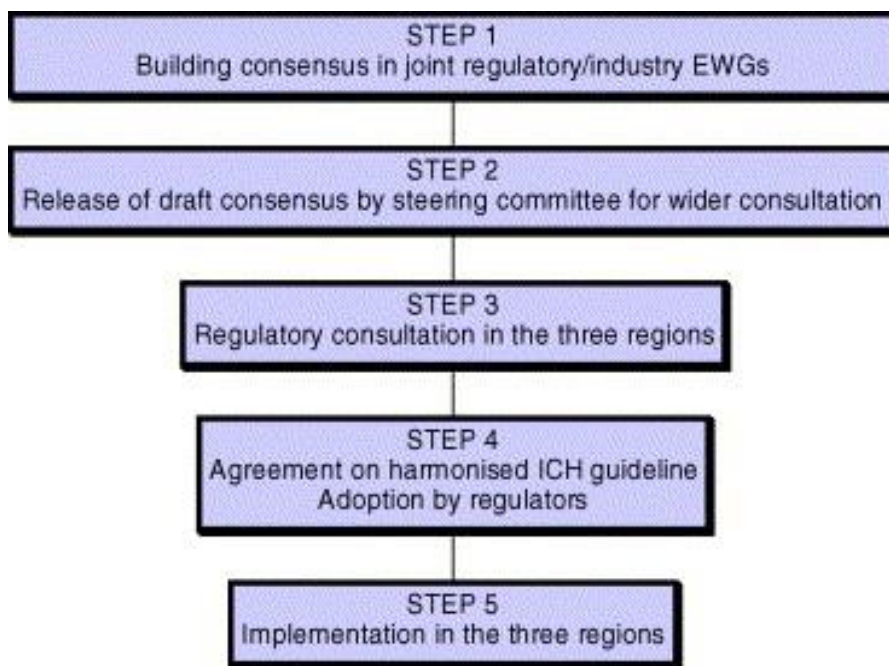 STEP 1
Building consensus in joint regulatory/industry EWGs
STEP 2
Release of draft consensus by steering committee for wider consultation
STEP 3
Regulatory consultation in the three regions
STEP 4
Agreement on harmonised ICH guideline
Adoption by regulators
STEP 5
Implementation in the three regions